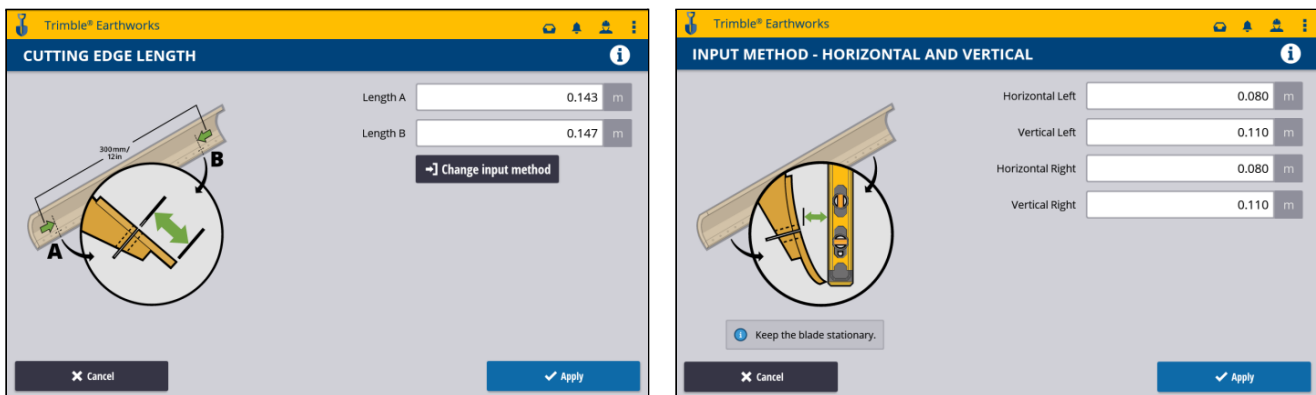 Trimble® Earthworks
CUTTING EDGE LENGTH
300mm/
12in
B
A
Length A 0.143 m
Length B 0.147 m
Change input method
Cancel
Apply
Trimble® Earthworks
INPUT METHOD - HORIZONTAL AND VERTICAL
Horizontal Left 0.080 m
Vertical Left 0.110 m
Horizontal Right 0.080 m
Vertical Right 0.110 m
Keep the blade stationary.
Cancel
Apply